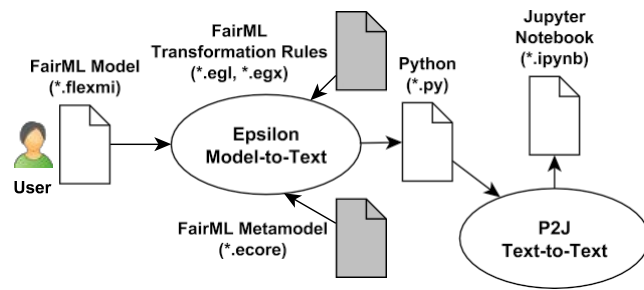 FairML
Transformation Rules
(*.egl, *.egx)
Jupyter
Notebook
(*.ipynb)
FairML Model
(*.flexmi)
Python
(*.py)
User
Epsilon
Model-to-Text
FairML Metamodel
(*.ecore)
P2J
Text-to-Text